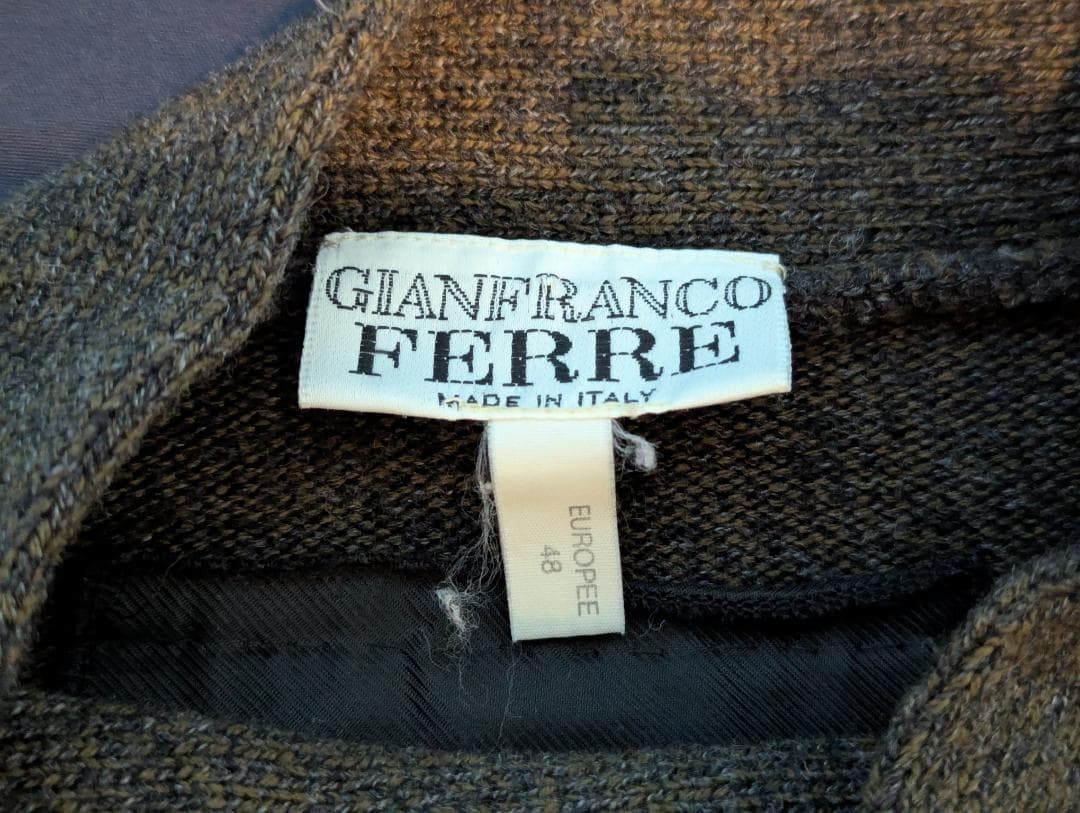 GIANFRANCO
FERRE
MADE IN ITALY
EUROPEE
48